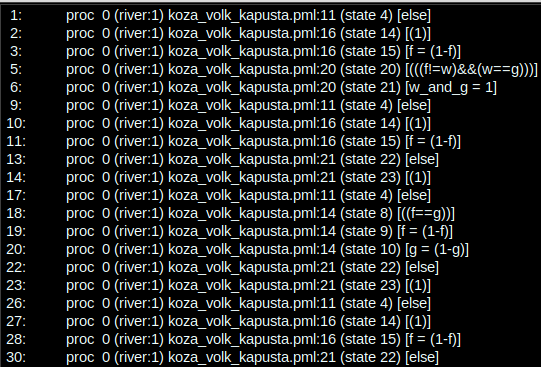 1: proc 0 (river:1) koza_volk_kapusta.pml:11 (state 4) [else]
2: proc 0 (river:1) koza_volk_kapusta.pml:16 (state 14) [(1)]
3: proc 0 (river:1) koza_volk_kapusta.pml:16 (state 15) [f = (1-f)]
5: proc 0 (river:1) koza_volk_kapusta.pml:20 (state 20) [(((f!=w)&&(w==g)))]
6: proc 0 (river:1) koza_volk_kapusta.pml:20 (state 21) [w_and_g = 1]
9: proc 0 (river:1) koza_volk_kapusta.pml:11 (state 4) [else]
10: proc 0 (river:1) koza_volk_kapusta.pml:16 (state 14) [(1)]
11: proc 0 (river:1) koza_volk_kapusta.pml:16 (state 15) [f = (1-f)]
13: proc 0 (river:1) koza_volk_kapusta.pml:21 (state 22) [else]
14: proc 0 (river:1) koza_volk_kapusta.pml:21 (state 23) [(1)]
17: proc 0 (river:1) koza_volk_kapusta.pml:11 (state 4) [else]
18: proc 0 (river:1) koza_volk_kapusta.pml:14 (state 8) [((f==g))]
19: proc 0 (river:1) koza_volk_kapusta.pml:14 (state 9) [f = (1-f)]
20: proc 0 (river:1) koza_volk_kapusta.pml:14 (state 10) [g = (1-g)]
22: proc 0 (river:1) koza_volk_kapusta.pml:21 (state 22) [else]
23: proc 0 (river:1) koza_volk_kapusta.pml:21 (state 23) [(1)]
26: proc 0 (river:1) koza_volk_kapusta.pml:11 (state 4) [else]
27: proc 0 (river:1) koza_volk_kapusta.pml:16 (state 14) [(1)]
28: proc 0 (river:1) koza_volk_kapusta.pml:16 (state 15) [f = (1-f)]
30: proc 0 (river:1) koza_volk_kapusta.pml:21 (state 22) [else]